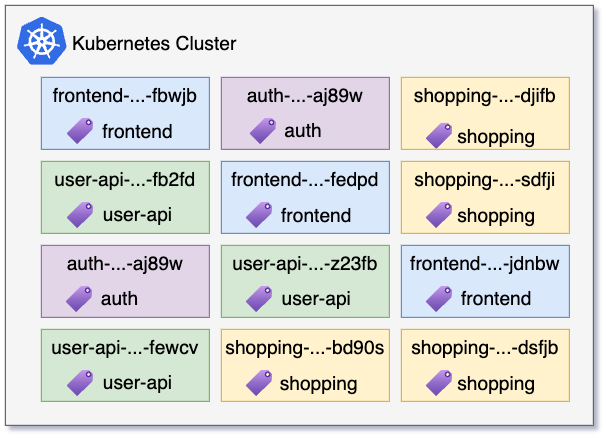 Kubernetes Cluster
frontend-...-fbwjb
frontend
auth-...-aj89w
auth
shopping-...-djifb
shopping
user-api-...-fb2fd
user-api
frontend-...-fedpd
frontend
shopping-...-sdfji
shopping
auth-...-aj89w
auth
user-api-...-z23fb
user-api
frontend-...-jdnbw
frontend
user-api-...-fewcv
user-api
shopping-...-bd90s
shopping
shopping-...-dsfjb
shopping